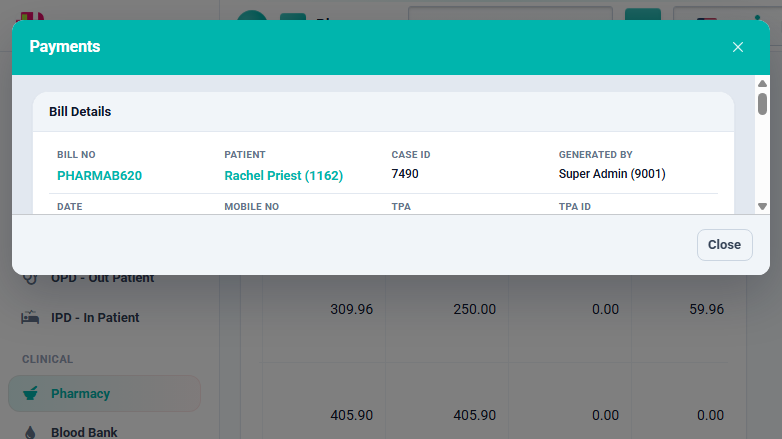 Payments
Bill Details
BILL NO PATIENT CASE ID GENERATED BY
PHARMAB620 Rachel Priest (1162) 7490 Super Admin (9001)
DATE MOBILE NO TPA TPA ID
Close
OPD - Out Patient
309.96 250.00 0.00 59.96
IPD - In Patient
CLINICAL
Pharmacy
405.90 405.90 0.00 0.00
Blood Bank